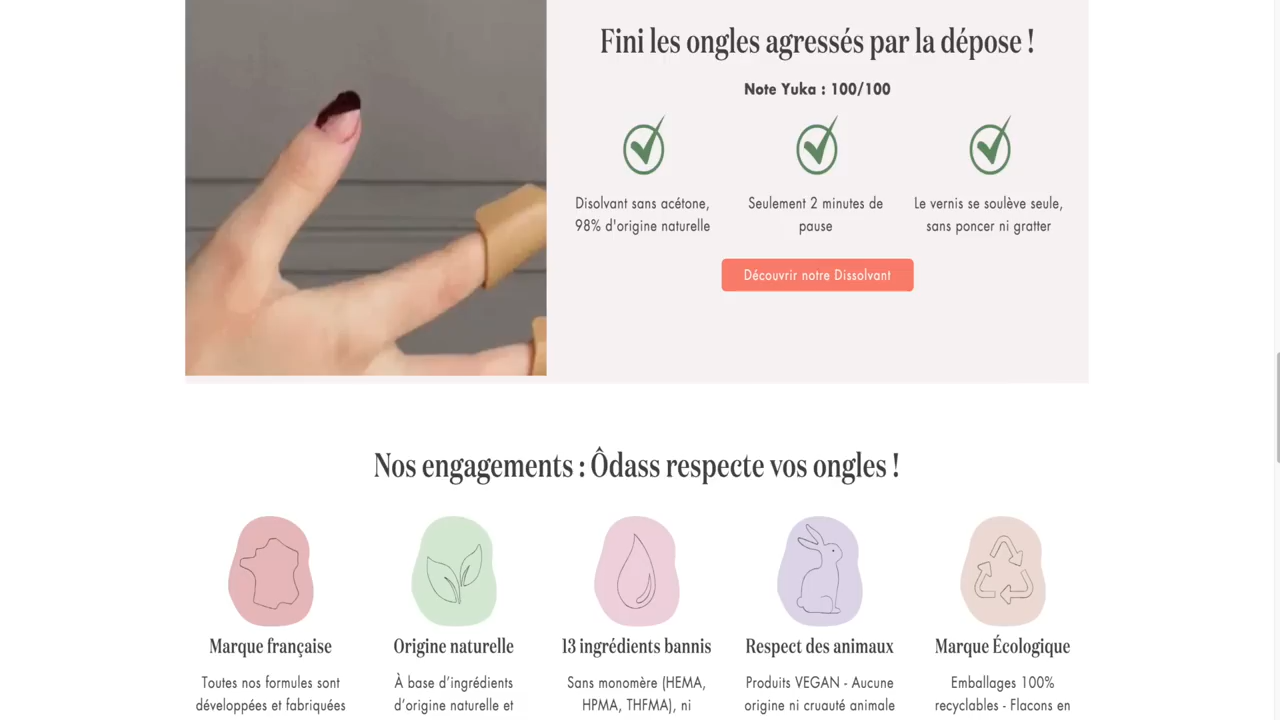 Fini les ongles agressés par la dépose !
Note Yuka : 100/100
Disolvant sans acétone,
98% d'origine naturelle
Seulement 2 minutes de
pause
Le vernis se soulève seule,
sans poncer ni gratter
Découvrir notre Dissolvant
Nos engagements : Ôdass respecte vos ongles !
Marque française
Toutes nos formules sont
développées et fabriquées
Origine naturelle
À base d’ingrédients
d’origine naturelle et
13 ingrédients bannis
Sans monomère (HEMA,
HPMA, THFMA), ni
Respect des animaux
Produits VEGAN - Aucune
origine ni cruauté animale
Marque Écologique
Emballages 100%
recyclables - Flacons en